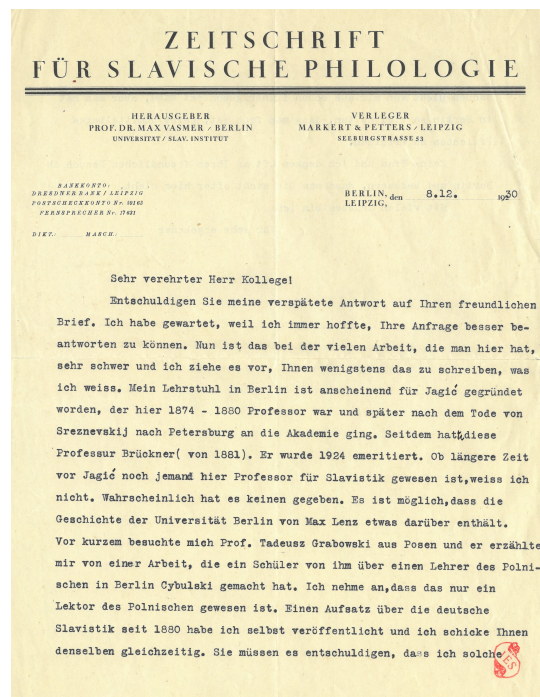 ZEITSCHRIFT
FÜR SLAVISCHE PHILOLOGIE
HERAUSGEBER
PROF. DR. MAX VASMER / BERLIN
UNIVERSITÄT / SLAV. INSTITUT
VERLEGER
MARKERT & PETTERS / LEIPZIG
SEEBURGSTRASSE 53
BANKKONTO:
DRESDNER BANK / LEIPZIG
POSTSCHECKKONTO Nr.
FERNSPRECHER Nr.
DIKT.: MASCH.:
BERLIN,
LEIPZIG, den 8.12. 1930
Sehr verehrter Herr Kollege!
Entschuldigen Sie meine verspätete Antwort auf Ihren freundlichen
Brief. Ich habe gewartet, weil ich immer hoffte, Ihre Anfrage besser be-
antworten zu können. Nun ist das bei der vielen Arbeit, die man hier hat,
sehr schwer und ich ziehe es vor, Ihnen wenigstens das zu schreiben, was
ich weiss. Mein Lehrstuhl in Berlin ist anscheinend für Jagić gegründet
worden, der hier 1874 - 1880 Professor war und später nach dem Tode von
Sreznevskij nach Petersburg an die Akademie ging. Seitdem hatte diese
Professur Brückner( von 1881). Er wurde 1924 emeritiert. Ob längere Zeit
vor Jagić noch jemand hier Professor für Slavistik gewesen ist,weiss ich
nicht. Wahrscheinlich hat es keinen gegeben. Es ist möglich,dass die
Geschichte der Universität Berlin von Max Lenz etwas darüber enthält.
Vor kurzem besuchte mich Prof. Tadeusz Grabowski aus Posen und er erzählte
mir von einer Arbeit, die ein Schüler von ihm über einen Lehrer des Polni-
schen in Berlin Cybulski gemacht hat. Ich nehme an,dass das nur ein
Lektor des Polnischen gewesen ist. Einen Aufsatz über die deutsche
Slavistik seit 1880 habe ich selbst veröffentlicht und ich schicke Ihnen
denselben gleichzeitig. Sie müssen es entschuldigen, dass ich solche